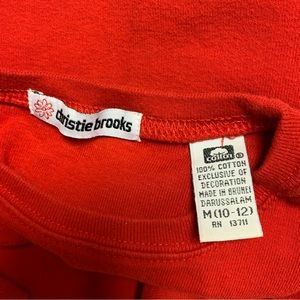 christie brooks
cotton ®
100% COTTON
EXCLUSIVE OF
DECORATION
MADE IN BRUNEI
DARUSSALAM
M (10-12)
RN 13711